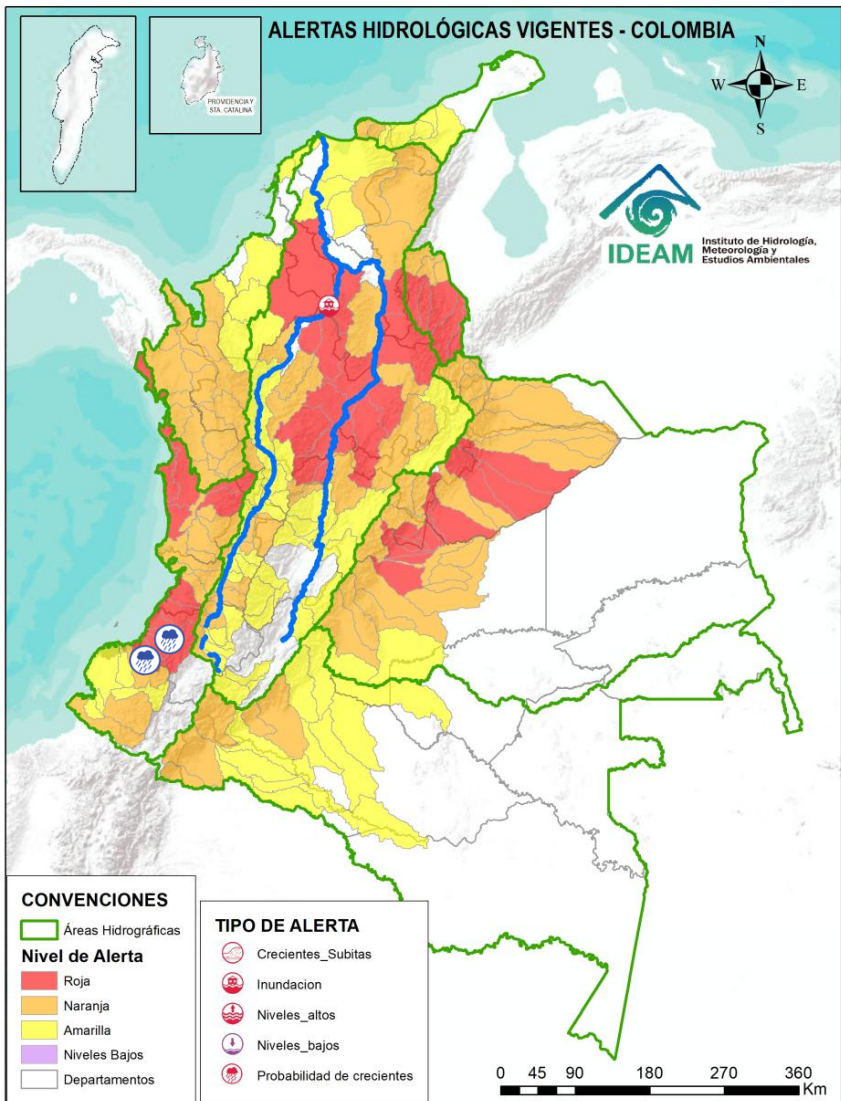 ALERTAS HIDROLÓGICAS VIGENTES - COLOMBIA
PROVIDENCIA Y
STA. CATALINA
N
W
E
S
IDEAM
Instituto de Hidrología,
Meteorología y
Estudios Ambientales
CONVENCIONES
Áreas Hidrográficas
Nivel de Alerta
Roja
Naranja
Amarilla
Niveles Bajos
Departamentos
TIPO DE ALERTA
Crecientes_Subitas
Inundacion
Niveles_altos
Niveles_bajos
Probabilidad de crecientes
0 45 90 180 270 360
Km